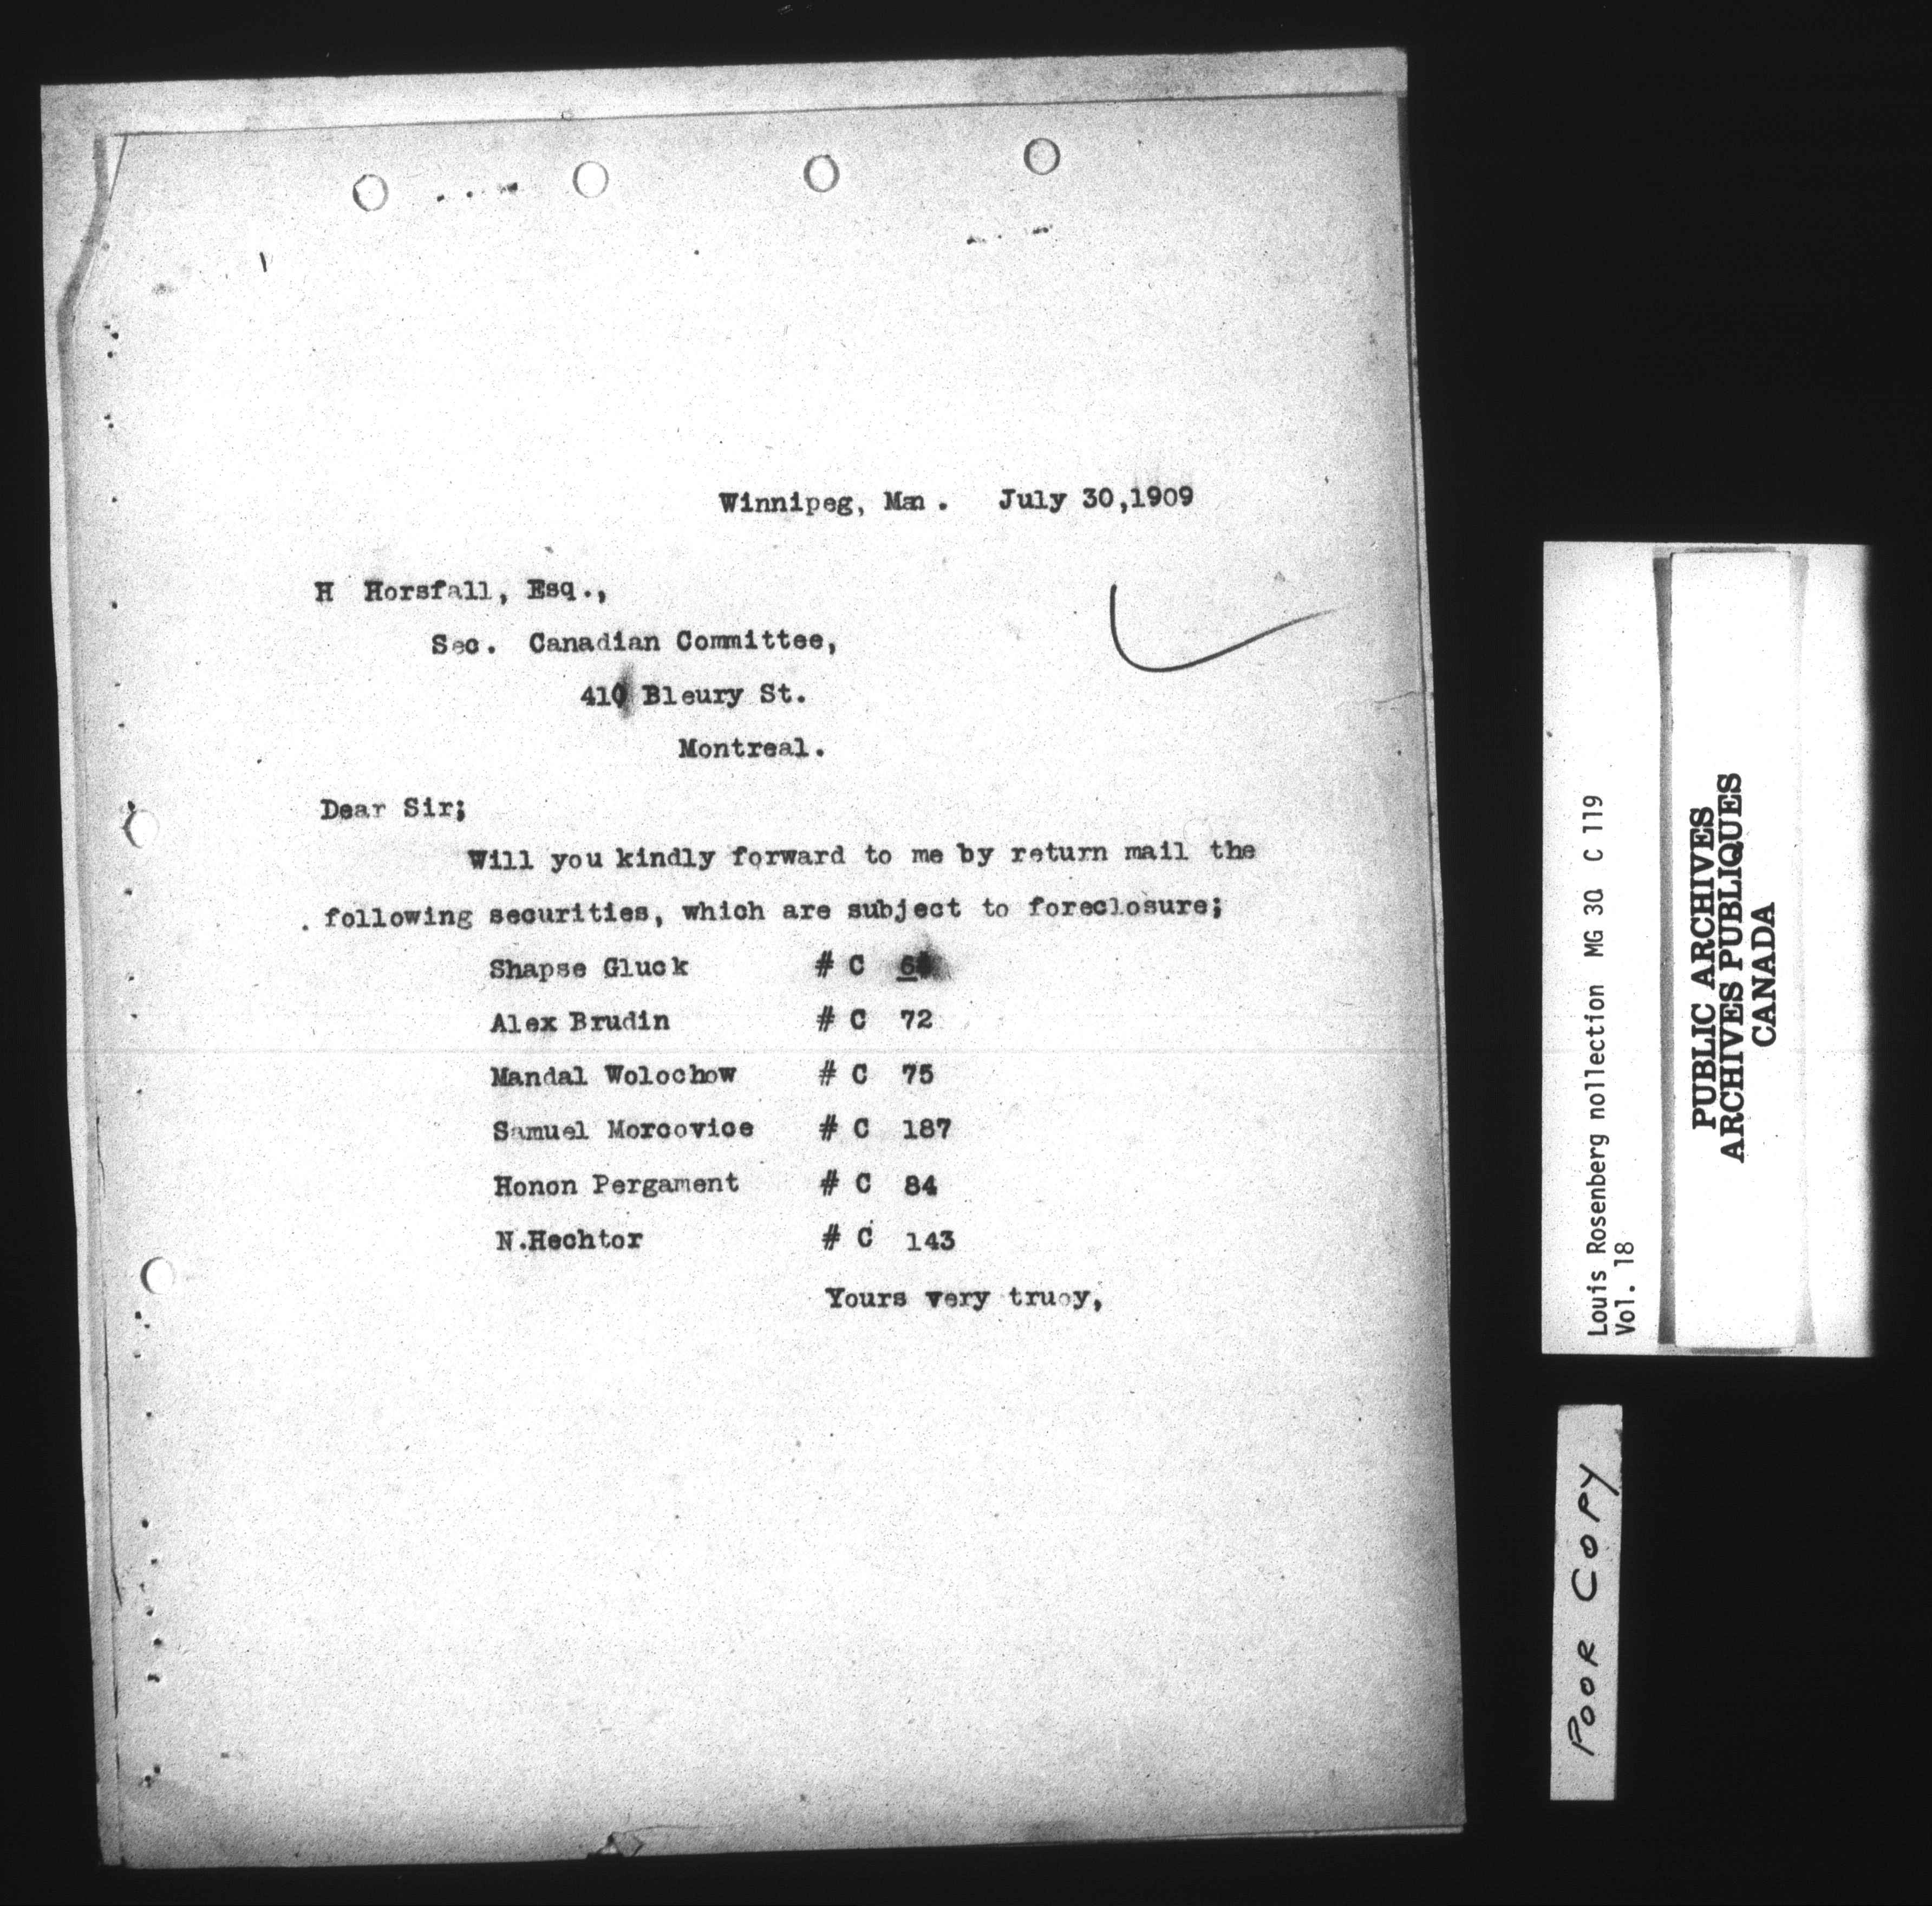 Winnipeg, Man. July 30,1909
H Horsfall, Esq.,
Sec. Canadian Committee,
410 Bleury St.
Montreal.
Dear Sir;
Will you kindly forward to me by return mail the
following securities, which are subject to foreclosure;
Shapse Gluck # C
Alex Brudin # C 72
Mandal Wolochow # C 75
Samuel Morcovice # C 187
Honon Pergament # C 84
N.Hechtor # C 143
Yours very truoy,
Louis Rosenberg nollection MG 30 C 119
Vol. 18
PUBLIC ARCHIVES
ARCHIVES PUBLIQUES
CANADA
POOR COPY